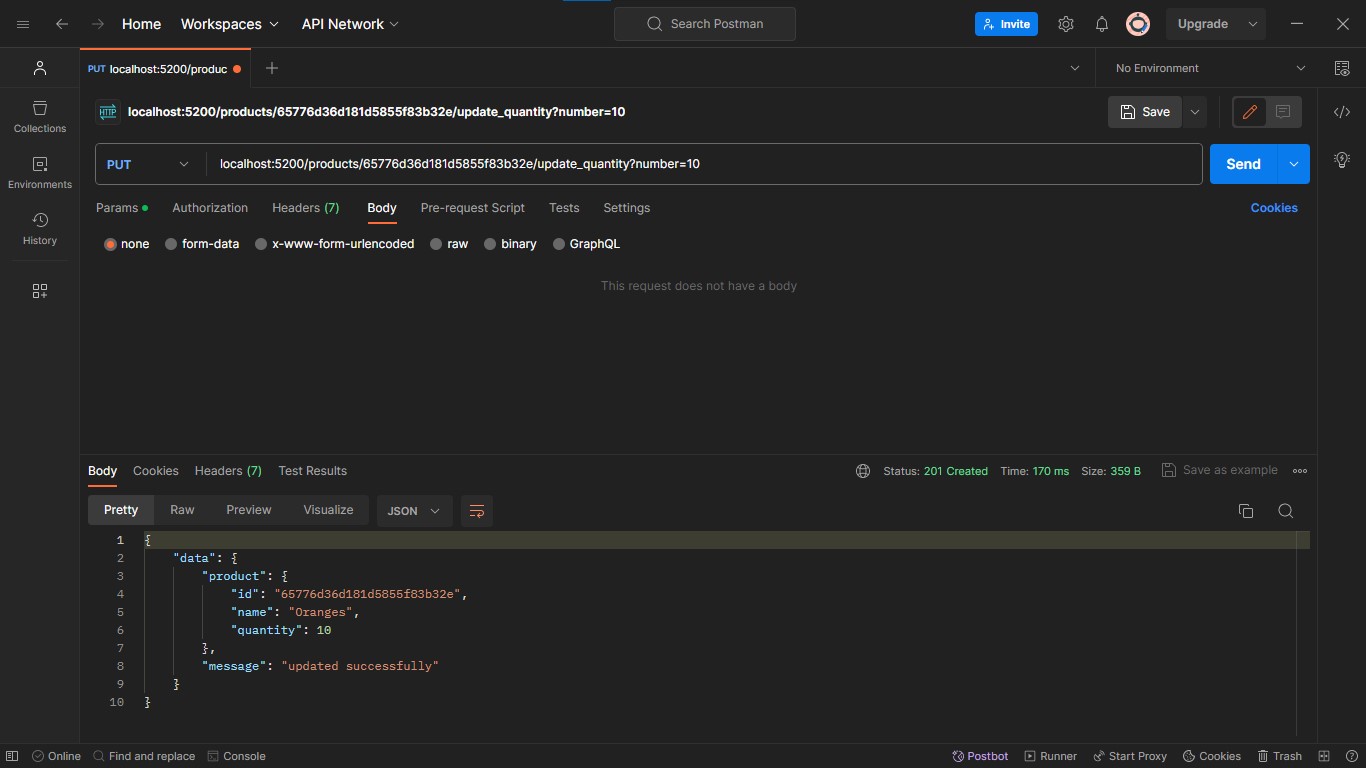 Home Workspaces API Network Search Postman Invite Upgrade
PUT localhost:5200/produc No Environment
Collections
Environments
History
HTTP localhost:5200/products/65776d36d181d5855f83b32e/update_quantity?number=10 Save
PUT localhost:5200/products/65776d36d181d5855f83b32e/update_quantity?number=10 Send
Params Authorization Headers (7) Body Pre-request Script Tests Settings Cookies
none form-data x-www-form-urlencoded raw binary GraphQL
This request does not have a body
Body Cookies Headers (7) Test Results Status: 201 Created Time: 170 ms Size: 359 B Save as example
Pretty Raw Preview Visualize JSON
1 {
2 "data": {
3 "product": {
4 "id": "65776d36d181d5855f83b32e",
5 "name": "Oranges",
6 "quantity": 10
7 },
8 "message": "updated successfully"
9 }
10 }
Online Find and replace Console Postbot Runner Start Proxy Cookies Trash